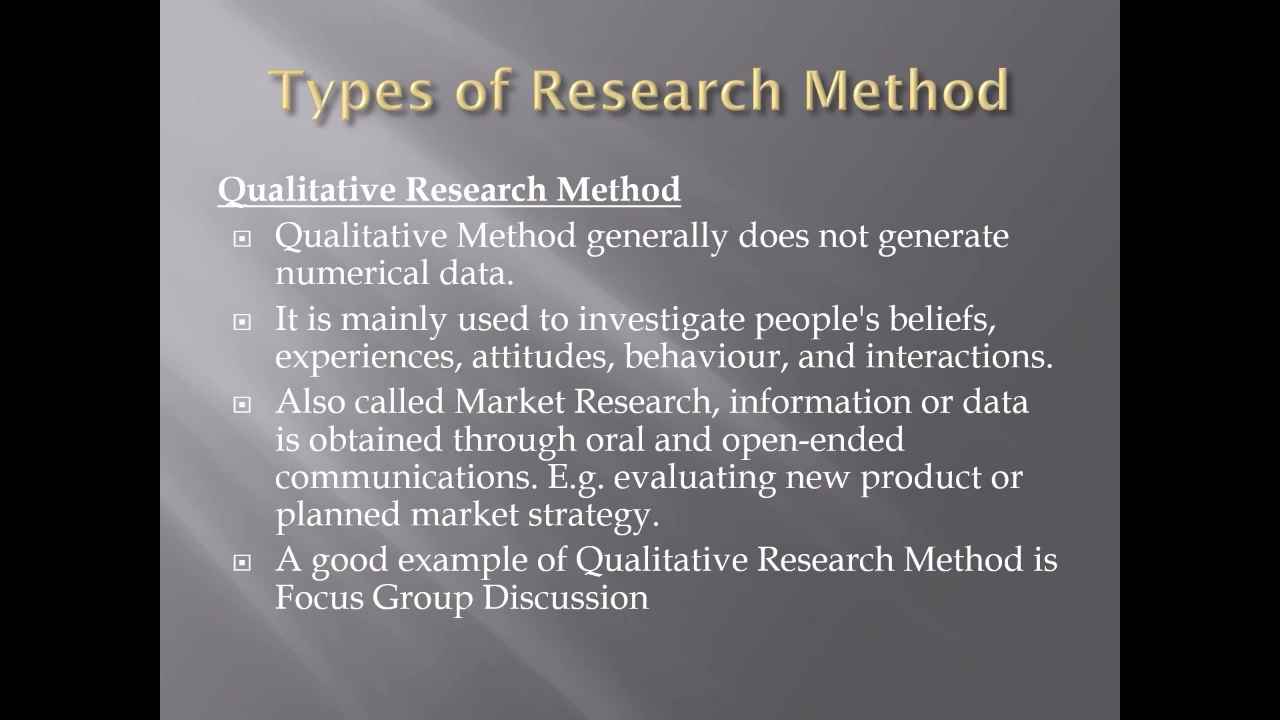 Types of Research Method
Qualitative Research Method
Qualitative Method generally does not generate
numerical data.
It is mainly used to investigate people's beliefs,
experiences, attitudes, behaviour, and interactions.
Also called Market Research, information or data
is obtained through oral and open-ended
communications. E.g. evaluating new product or
planned market strategy.
A good example of Qualitative Research Method is
Focus Group Discussion